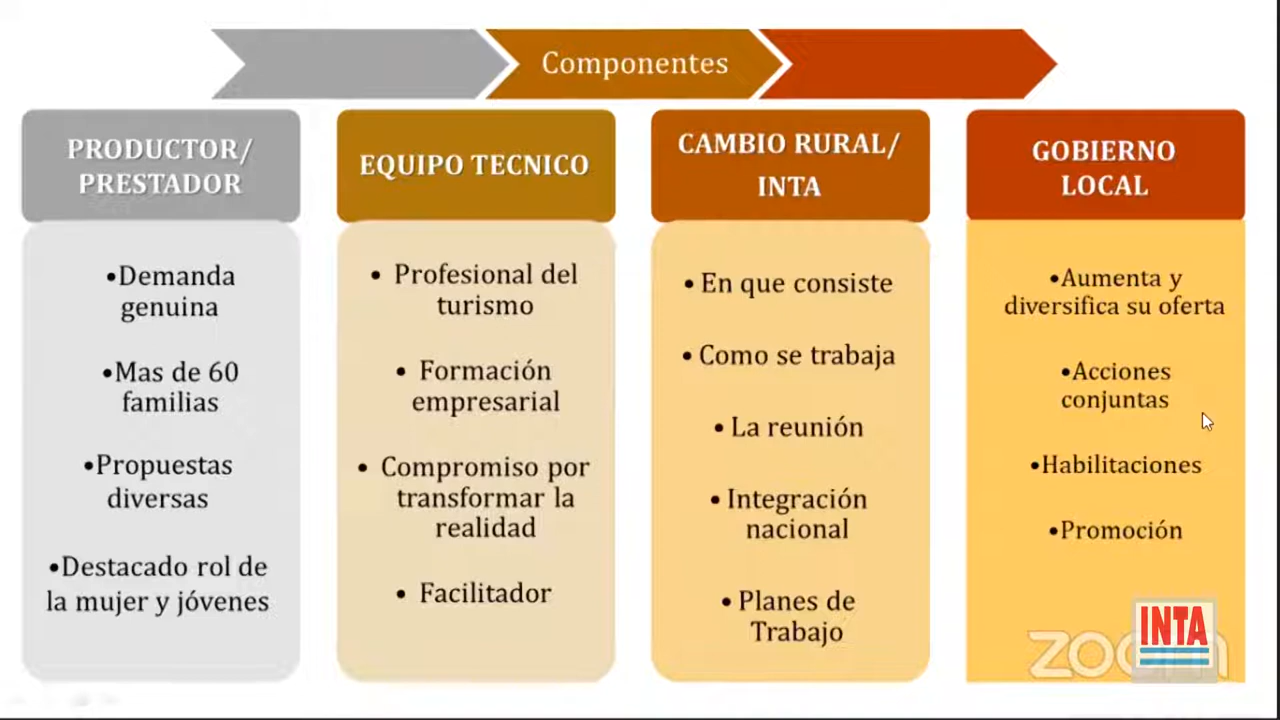 Componentes
PRODUCTOR/
PRESTADOR
•Demanda
genuina
•Mas de 60
familias
•Propuestas
diversas
•Destacado rol de
la mujer y jóvenes
EQUIPO TECNICO
• Profesional del
turismo
• Formación
empresarial
• Compromiso por
transformar la
realidad
• Facilitador
CAMBIO RURAL/
INTA
• En que consiste
• Como se trabaja
• La reunión
• Integración
nacional
• Planes de
Trabajo
GOBIERNO
LOCAL
•Aumenta y
diversifica su oferta
•Acciones
conjuntas
•Habilitaciones
•Promoción
zoom
INTA